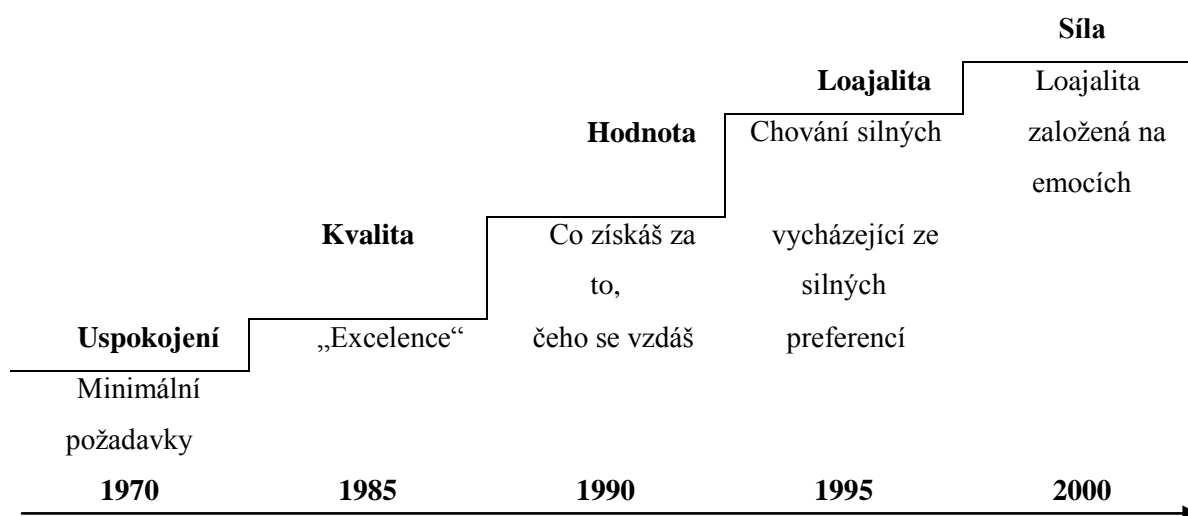 Síla
Loajalita
Loajalita
Hodnota
Chování silných
založená na
emocích
Kvalita
Co získáš za
vycházející ze
to,
silných
Uspokojení
„Excelence“
čeho se vzdáš
preferencí
Minimální
požadavky
1970
1985
1990
1995
2000